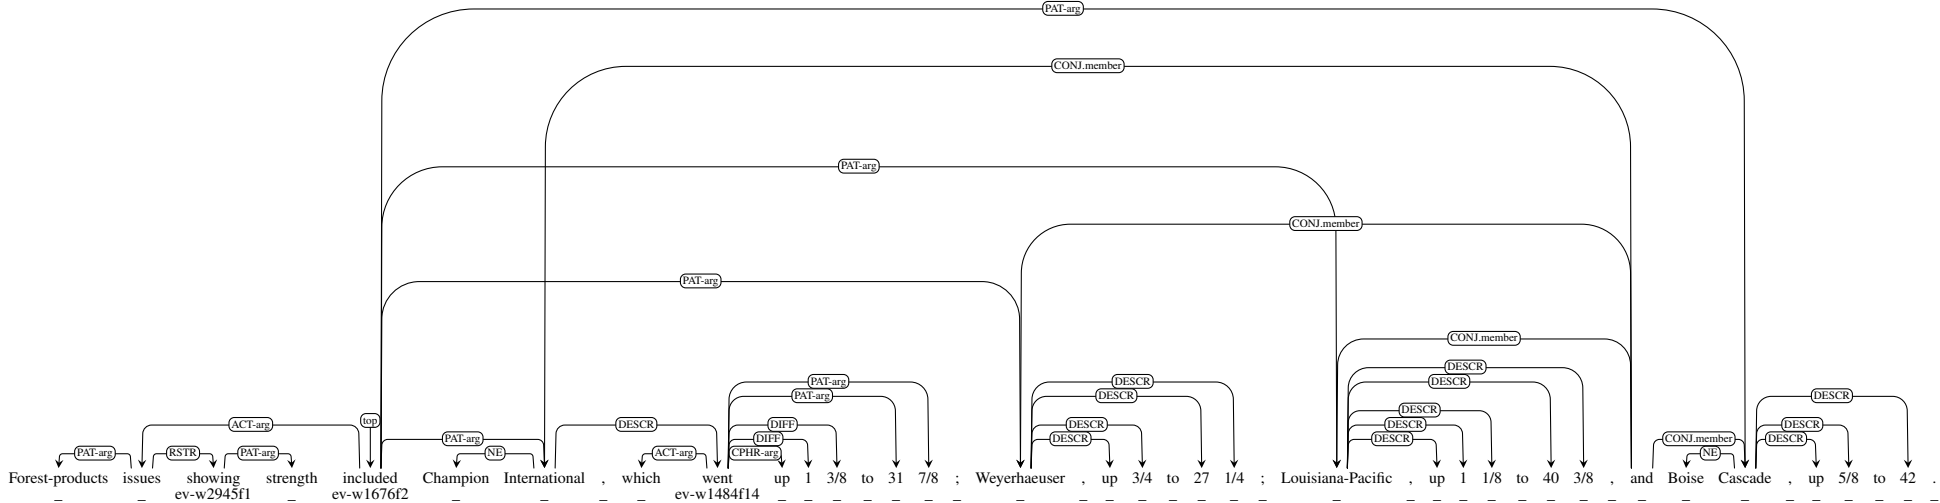 PAT-arg
CONJ.member
PAT-arg
CONJ.member
PAT-arg
CONJ.member
DESCR
PAT-arg DESCR DESCR
PAT-arg DESCR DESCR
DESCR
top ACT-arg DIFF DESCR DESCR DESCR DESCR
PAT-arg DIFF DESCR DESCR CONJ.member DESCR
PAT-arg RSTR PAT-arg NE ACT-arg CPHR-arg NE
Forest-products issues showing strength included Champion International , which went up 1 3/8 to 31 7/8 ; Weyerhaeuser , up 3/4 to 27 1/4 ; Louisiana-Pacific , up 1 1/8 to 40 3/8 , and Boise Cascade , up 5/8 to 42 .
_ _ ev-w2945f1 _ ev-w1676f2 _ _ _ _ ev-w1484f14 _ _ _ _ _ _ _ _ _ _ _ _ _ _ _ _ _ _ _ _ _ _ _ _ _ _ _ _ _ _ _ _